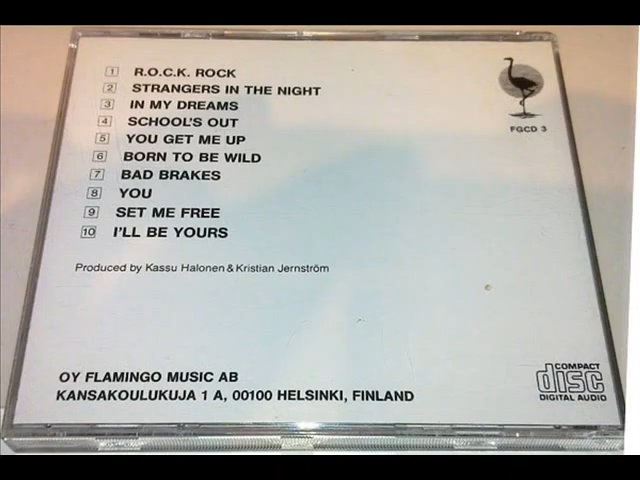 1 R.O.C.K. ROCK
2 STRANGERS IN THE NIGHT
3 IN MY DREAMS
4 SCHOOL'S OUT
5 YOU GET ME UP
6 BORN TO BE WILD
7 BAD BRAKES
8 YOU
9 SET ME FREE
10 I'LL BE YOURS
FGCD 3
Produced by Kassu Halonen & Kristian Jernström
OY FLAMINGO MUSIC AB
KANSAKOULUKUJA 1 A, 00100 HELSINKI, FINLAND
COMPACT
disc
DIGITAL AUDIO